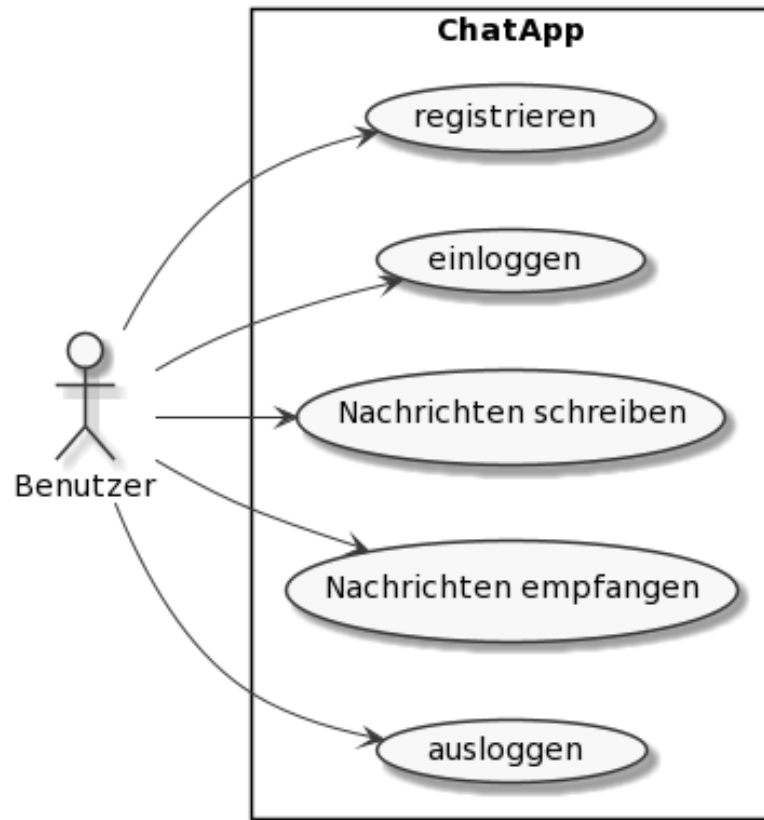 ChatApp
registrieren
einloggen
Nachrichten schreiben
Benutzer
Nachrichten empfangen
ausloggen